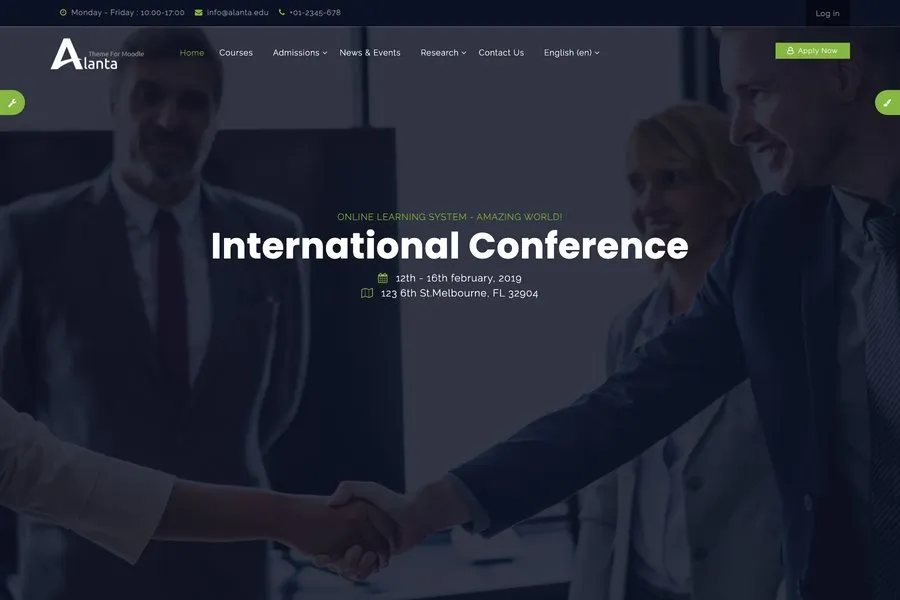 Monday - Friday : 10:00-17:00 info@alanta.edu +01-2345-678 Log in
Alanta Theme For Moodle
Home Courses Admissions News & Events Research Contact Us English (en) Apply Now
ONLINE LEARNING SYSTEM - AMAZING WORLD!
International Conference
12th - 16th february, 2019
123 6th St.Melbourne, FL 32904